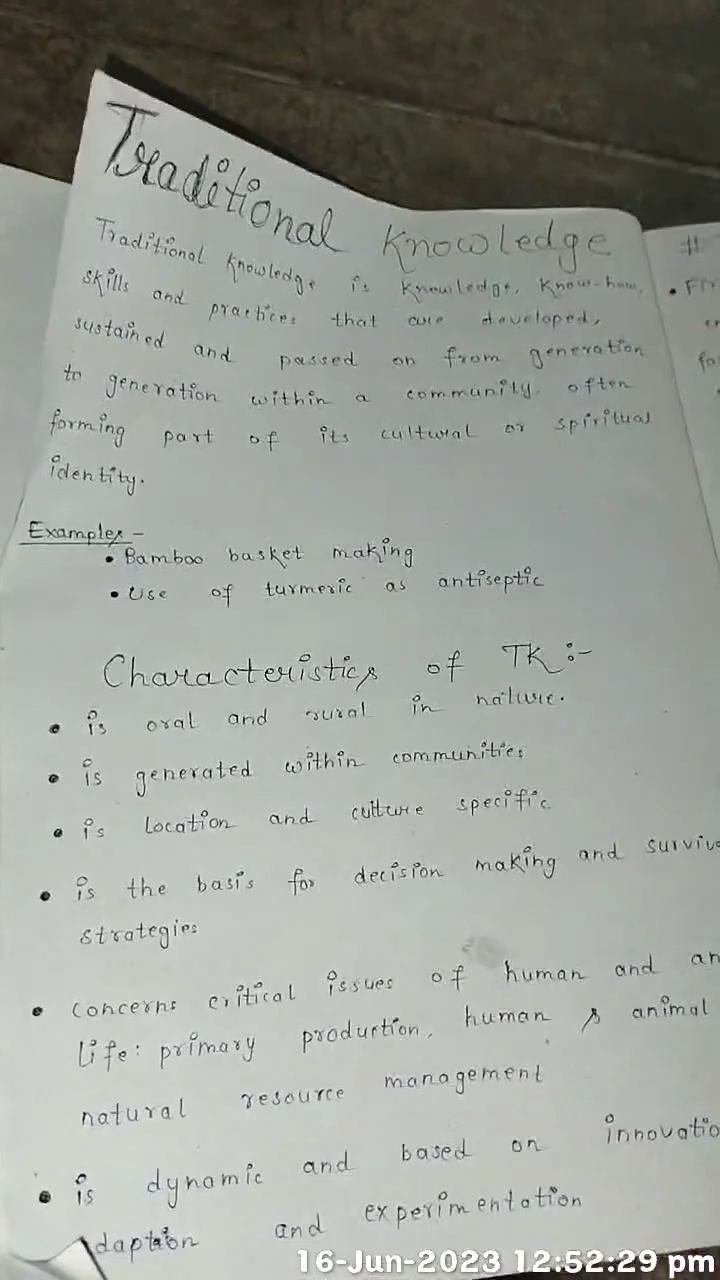 Traditional Knowledge
Traditional Knowledge is knowledge, know-how,
skills and practices that are developed,
sustained and passed on from generation
to generation within a community, often
forming part of its cultural or spiritual
identity.
Examples -
• Bamboo basket making
• Use of turmeric as antiseptic
Characteristics of TK :-
• is oral and rural in nature.
• is generated within communities
• is location and culture specific
• is the basis for decision making and
strategies
• concerns critical issues of human and
life: primary production, human & animal
natural resource management
• is dynamic and based on
and experimentation
#
•
16-Jun-2023 12:52:29 pm